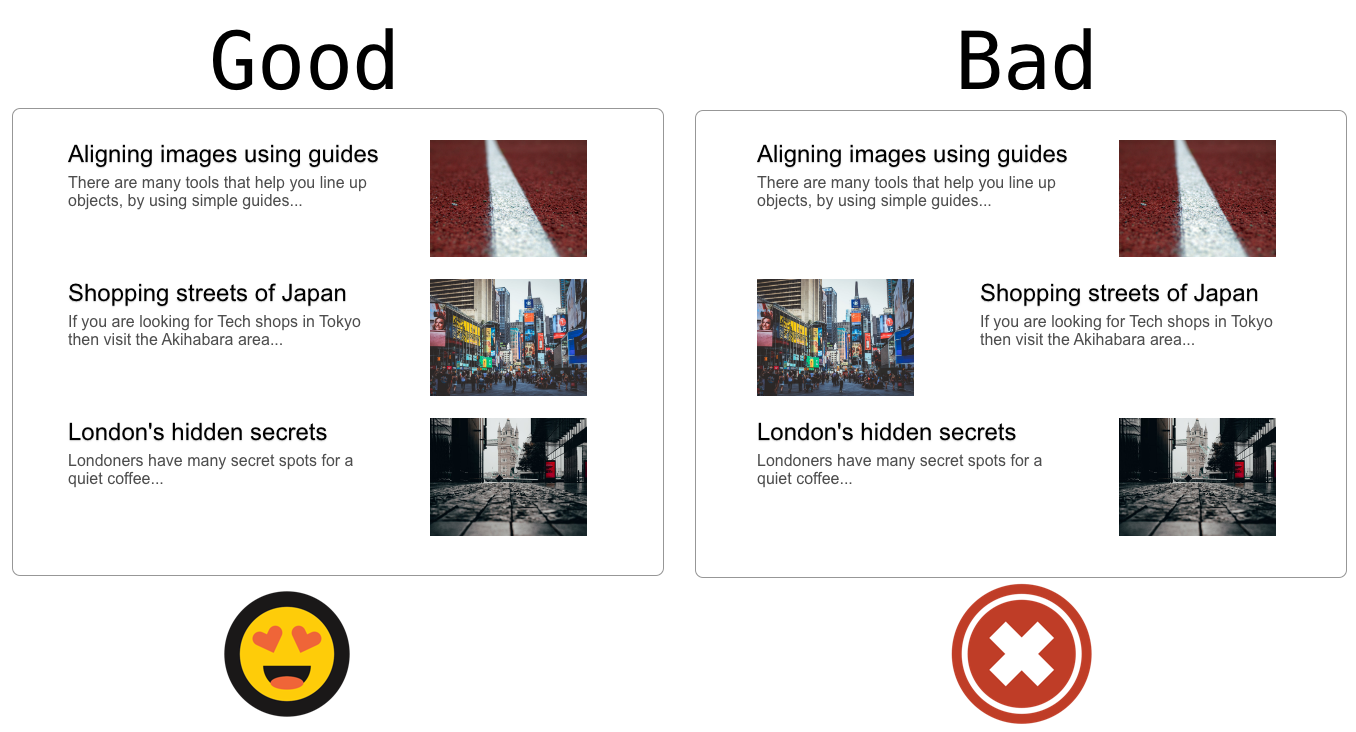 Good
Aligning images using guides
There are many tools that help you line up
objects, by using simple guides...
Shopping streets of Japan
If you are looking for Tech shops in Tokyo
then visit the Akihabara area...
London's hidden secrets
Londoners have many secret spots for a
quiet coffee...
Bad
Aligning images using guides
There are many tools that help you line up
objects, by using simple guides...
Shopping streets of Japan
If you are looking for Tech shops in Tokyo
then visit the Akihabara area...
London's hidden secrets
Londoners have many secret spots for a
quiet coffee...